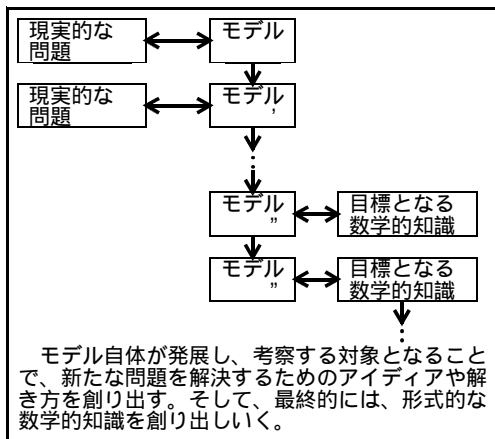 現実的な
問題
モデル
現実的な
問題
モデル
’
モデル
”
目標となる
数学的知識
モデル
”
目標となる
数学的知識
　モデル自体が発展し、考察する対象となること
で、新たな問題を解決するためのアイディアや解
き方を創り出す。そして、最終的には、形式的な
数学的知識を創り出しいく。